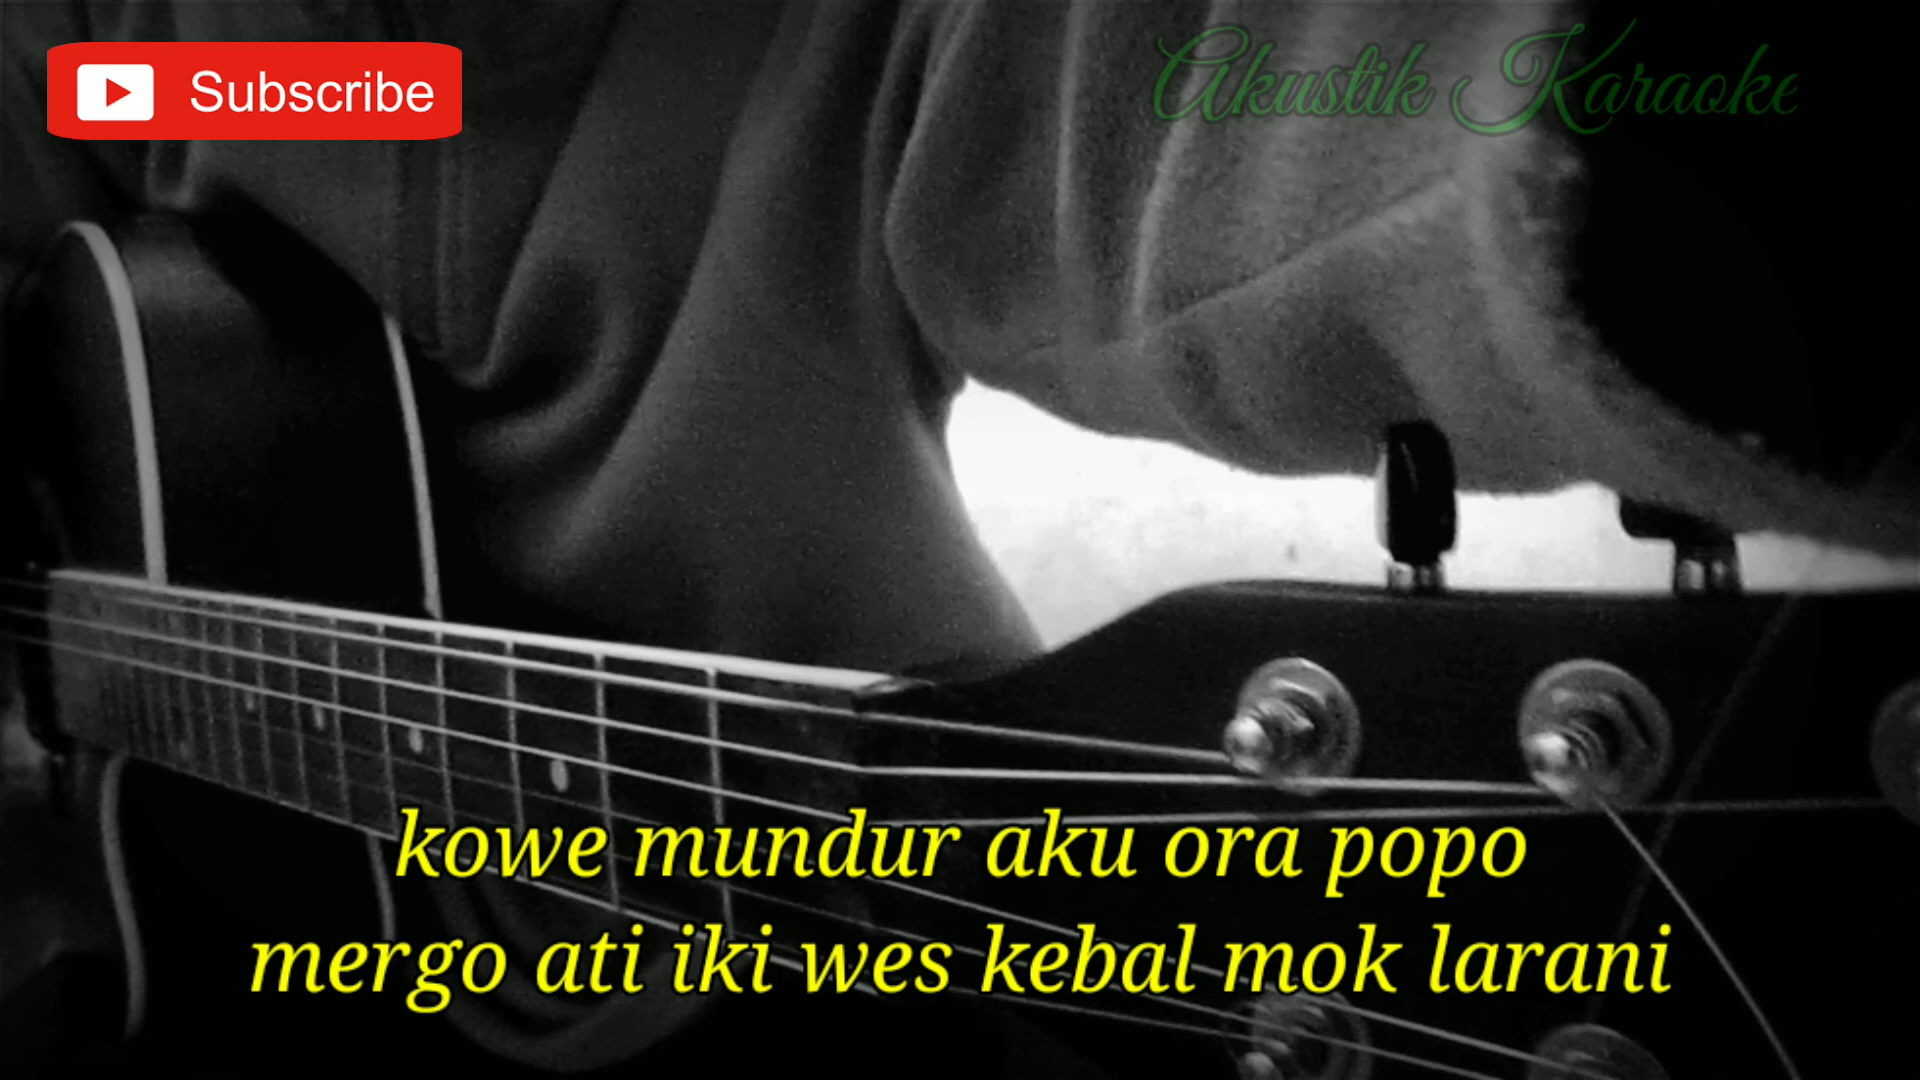 Subscribe
Akustik Karaoke
kowe mundur aku ora popo
mergo ati iki wes kebal mok larani